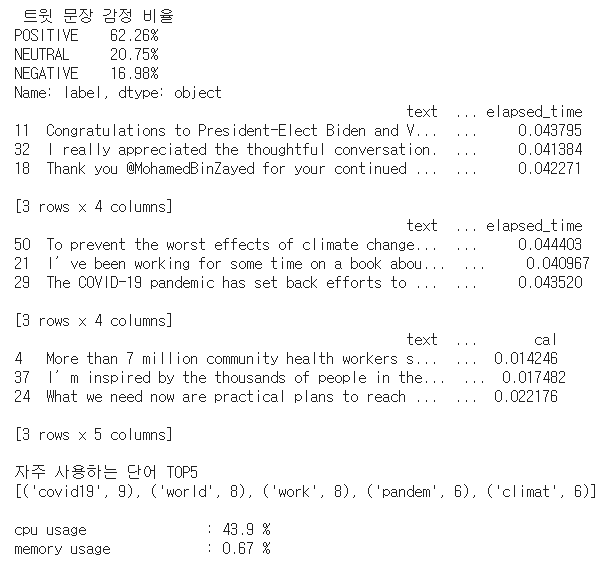 트윗 문장 감정 비율
POSITIVE    62.26%
NEUTRAL     20.75%
NEGATIVE    16.98%
Name: label, dtype: object
text  ... elapsed_time
11  Congratulations to President-Elect Biden and V...  ...     0.043795
32  I really appreciated the thoughtful conversation.  ...     0.041384
18  Thank you @MohamedBinZayed for your continued ...  ...     0.042271
[3 rows x 4 columns]
text  ... elapsed_time
50  To prevent the worst effects of climate change...  ...     0.044403
21  I've been working for some time on a book abou...  ...     0.040967
29  The COVID-19 pandemic has set back efforts to ...  ...     0.043520
[3 rows x 4 columns]
text  ...       cal
4   More than 7 million community health workers s...  ...  0.014246
37  I'm inspired by the thousands of people in the...  ...  0.017482
24  What we need now are practical plans to reach ...  ...  0.022176
[3 rows x 5 columns]
자주 사용하는 단어 TOP5
[('covid19', 9), ('world', 8), ('work', 8), ('pandem', 6), ('climat', 6)]
cpu usage             : 43.9 %
memory usage          : 0.67 %